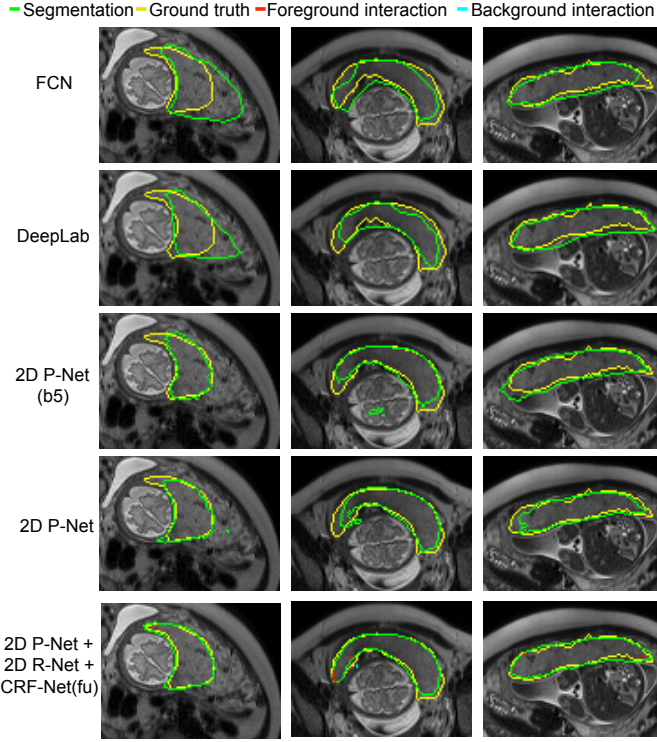 Segmentation Ground truth Foreground interaction Background interaction
FCN
DeepLab
2D P-Net
(b5)
2D P-Net
2D P-Net +
2D R-Net +
CRF-Net(fu)